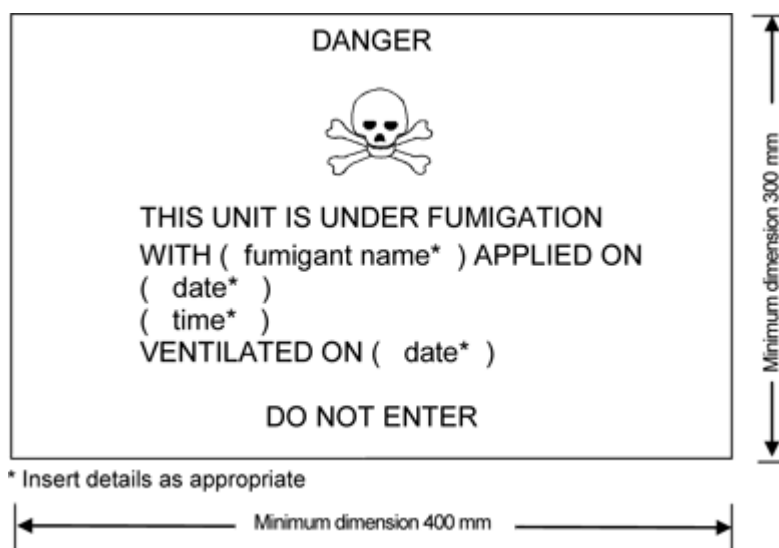 DANGER
THIS UNIT IS UNDER FUMIGATION
WITH ( fumigant name* ) APPLIED ON
( date* )
( time* )
VENTILATED ON ( date* )
DO NOT ENTER
Minimum dimension 300 mm
* Insert details as appropriate
Minimum dimension 400 mm